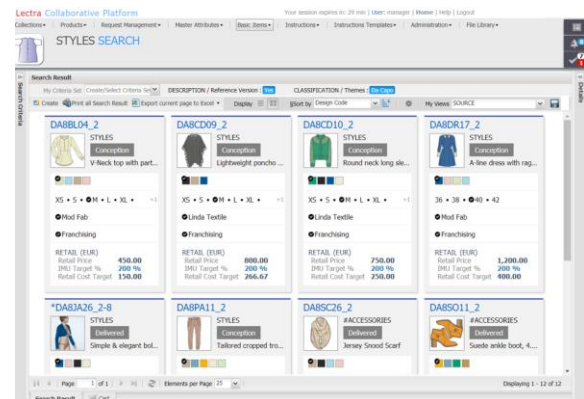 Lectra Collaborative Platform
Your session expires in: 29 min | User: manager | Home | Help | Logout
Collections Products Request Management Master Attributes Basic Items Instructions Instructions Templates Administration File Library
STYLES SEARCH
Search Result
Search Criteria
Details
My Criteria Set Create/Select Criteria Set DESCRIPTION / Reference Version : Yes CLASSIFICATION / Themes : Da Capo
Create Print all Search Result Export current page to Excel Display Sort by Design Code My Views SOURCE
DA8BL04_2 DA8CD09_2 DA8CD10_2 DA8DR17_2
STYLES STYLES STYLES STYLES
Conception Conception Conception Conception
V-Neck top with part... Lightweight poncho ... Round neck long sle... A-line dress with rag...
XS • S • M • L • XL • +1 XS • S • M • L • XL • +1 XS • S • M • L • XL • +1 36 • 38 • 40 • 42
Mod Fab Linda Textile Linda Textile Mod Fab
Franchising Franchising Franchising Franchising
RETAIL (EUR) RETAIL (EUR) RETAIL (EUR) RETAIL (EUR)
Retail Price 450.00 Retail Price 800.00 Retail Price 750.00 Retail Price 1,200.00
IMU Target % 200 % IMU Target % 200 % IMU Target % 200 % IMU Target % 200 %
Retail Cost Target 150.00 Retail Cost Target 266.67 Retail Cost Target 250.00 Retail Cost Target 400.00
*DA8JA26_2-8 DA8PA11_2 DA8SC26_2 DA8SO11_2
STYLES STYLES #ACCESSORIES #ACCESSORIES
Delivered Conception Delivered Delivered
Simple & elegant bol... Tailored cropped tro... Jersey Snood Scarf Suede ankle boot, 4....
Page 1 of 1 Elements per Page 25 Displaying 1 - 12 of 12
Search Result Cart